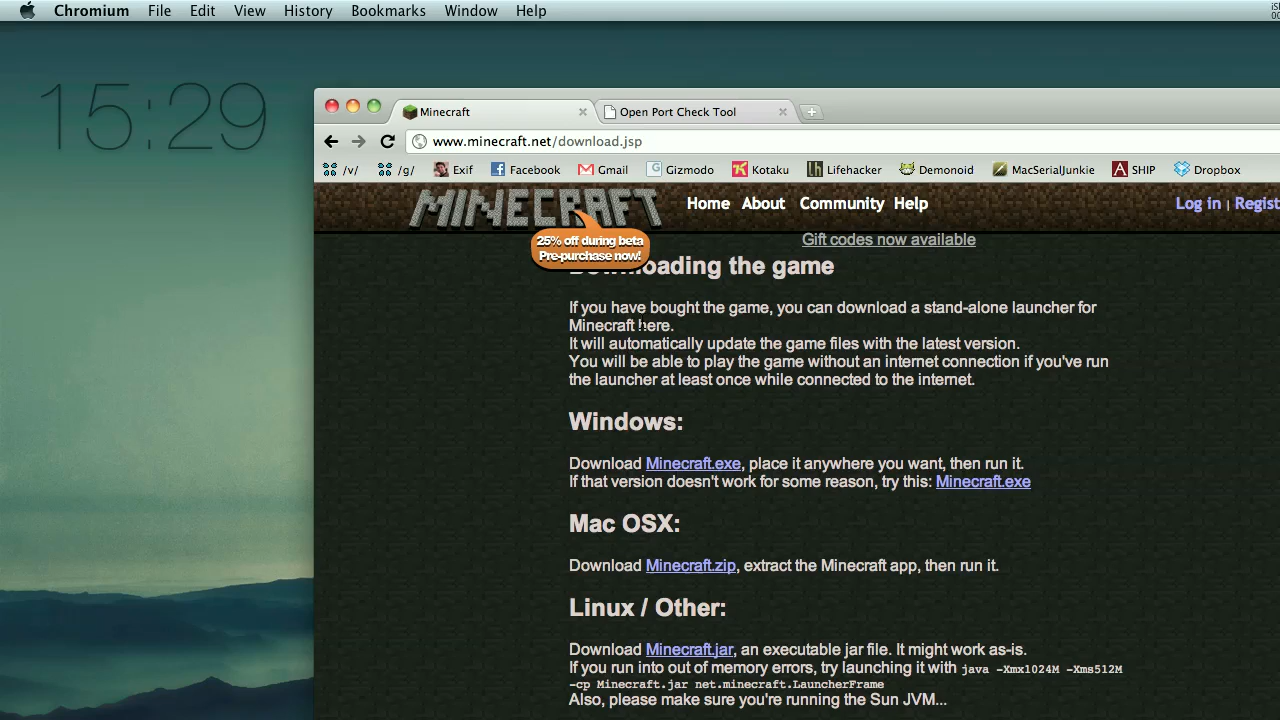 Chromium File Edit View History Bookmarks Window Help
15:29
Minecraft
Open Port Check Tool
www.minecraft.net/download.jsp
/v/ /g/ Exif Facebook Gmail Gizmodo Kotaku Lifehacker Demonoid MacSerialJunkie SHIP Dropbox
MINECRAFT
Home About Community Help
Log in | Regist
25% off during beta
Pre-purchase now!
Gift codes now available
Downloading the game
If you have bought the game, you can download a stand-alone launcher for
Minecraft here.
It will automatically update the game files with the latest version.
You will be able to play the game without an internet connection if you've run
the launcher at least once while connected to the internet.
Windows:
Download Minecraft.exe, place it anywhere you want, then run it.
If that version doesn't work for some reason, try this: Minecraft.exe
Mac OSX:
Download Minecraft.zip, extract the Minecraft app, then run it.
Linux / Other:
Download Minecraft.jar, an executable jar file. It might work as-is.
If you run into out of memory errors, try launching it with java -Xmx1024M -Xms512M
-cp Minecraft.jar net.minecraft.LauncherFrame
Also, please make sure you're running the Sun JVM...